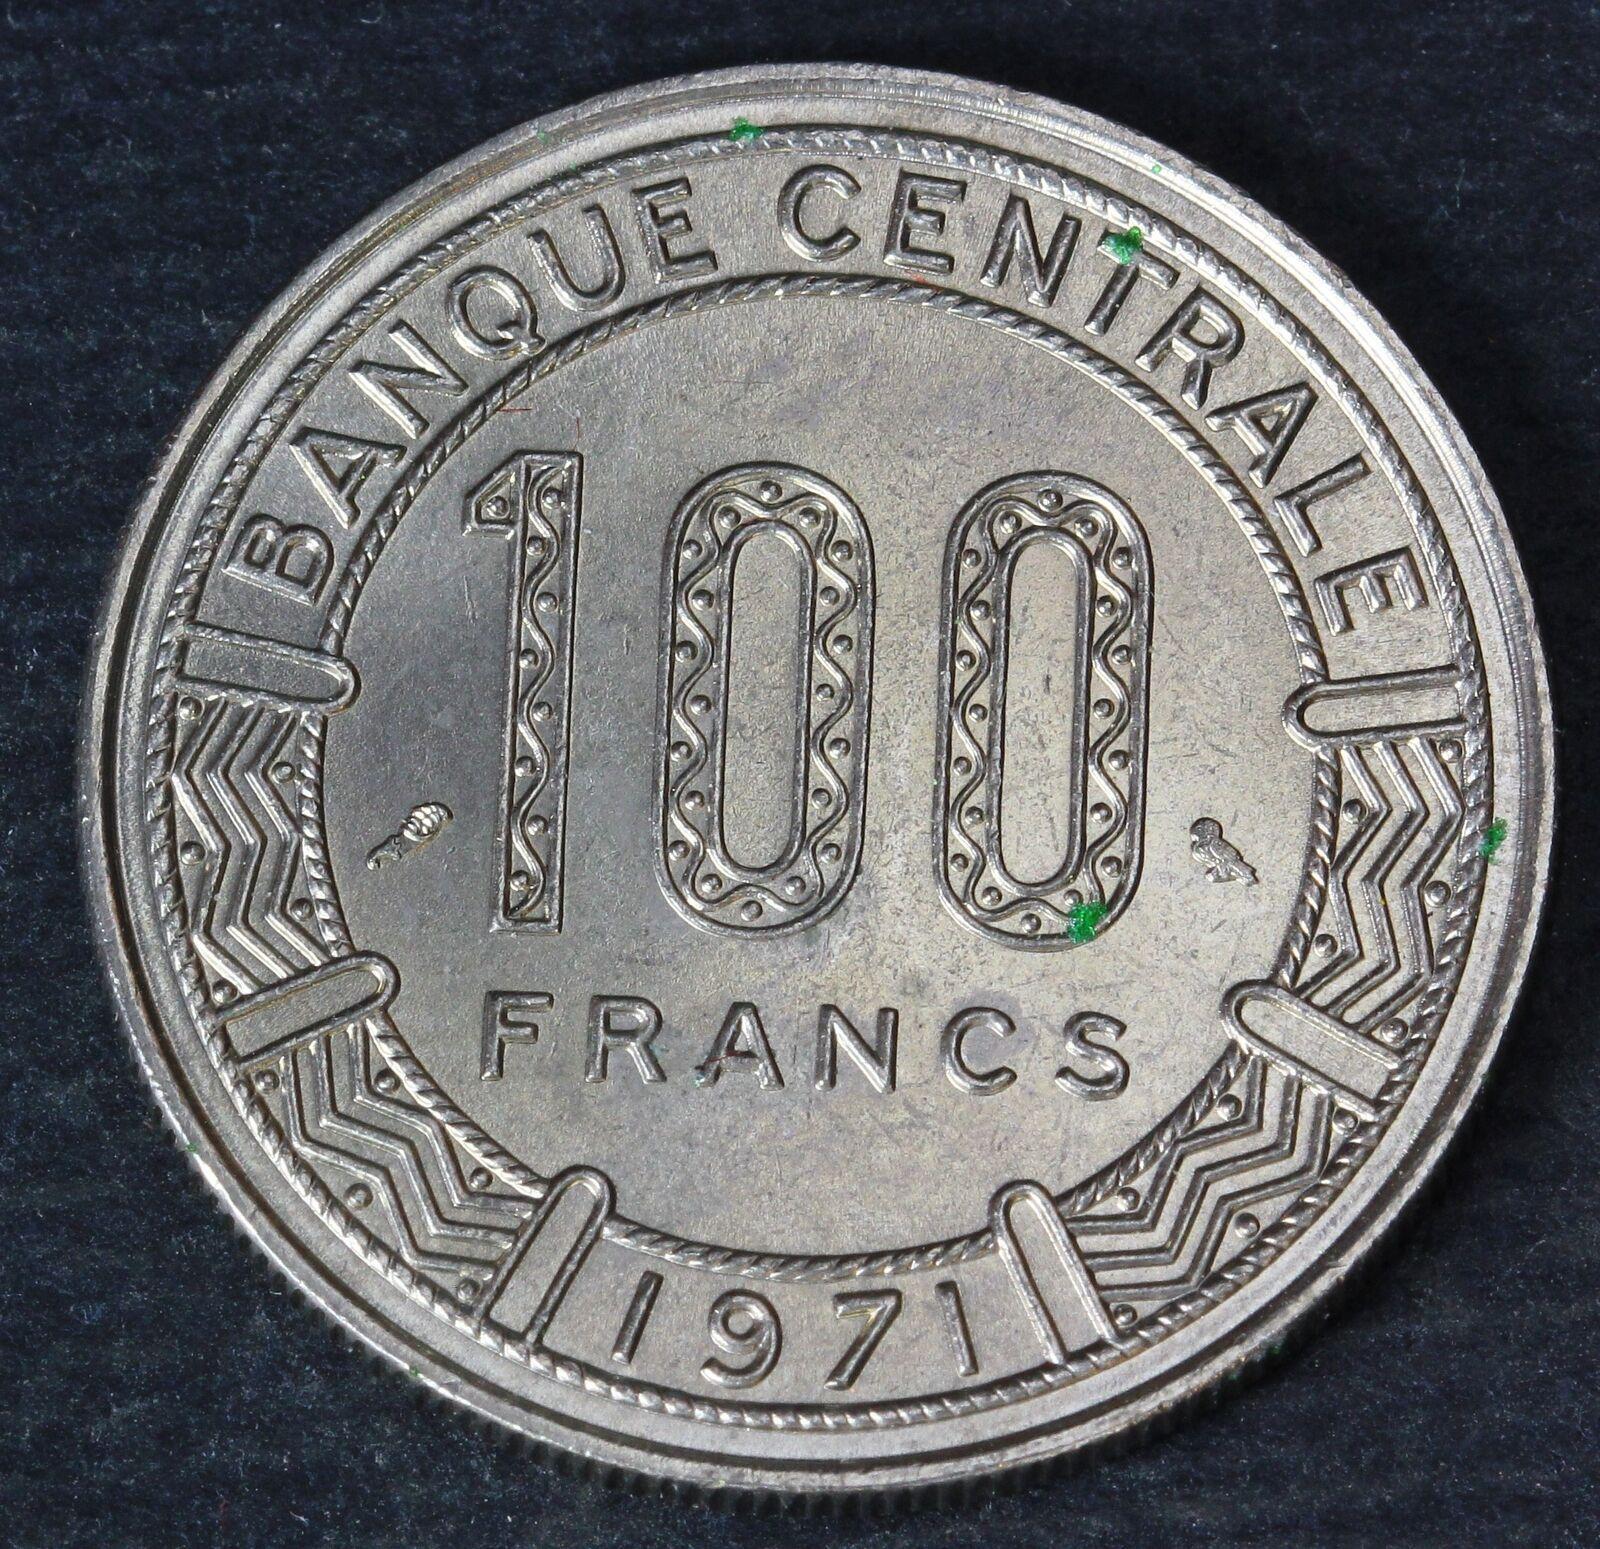 BANQUE CENTRALE
100
FRANCS
1971